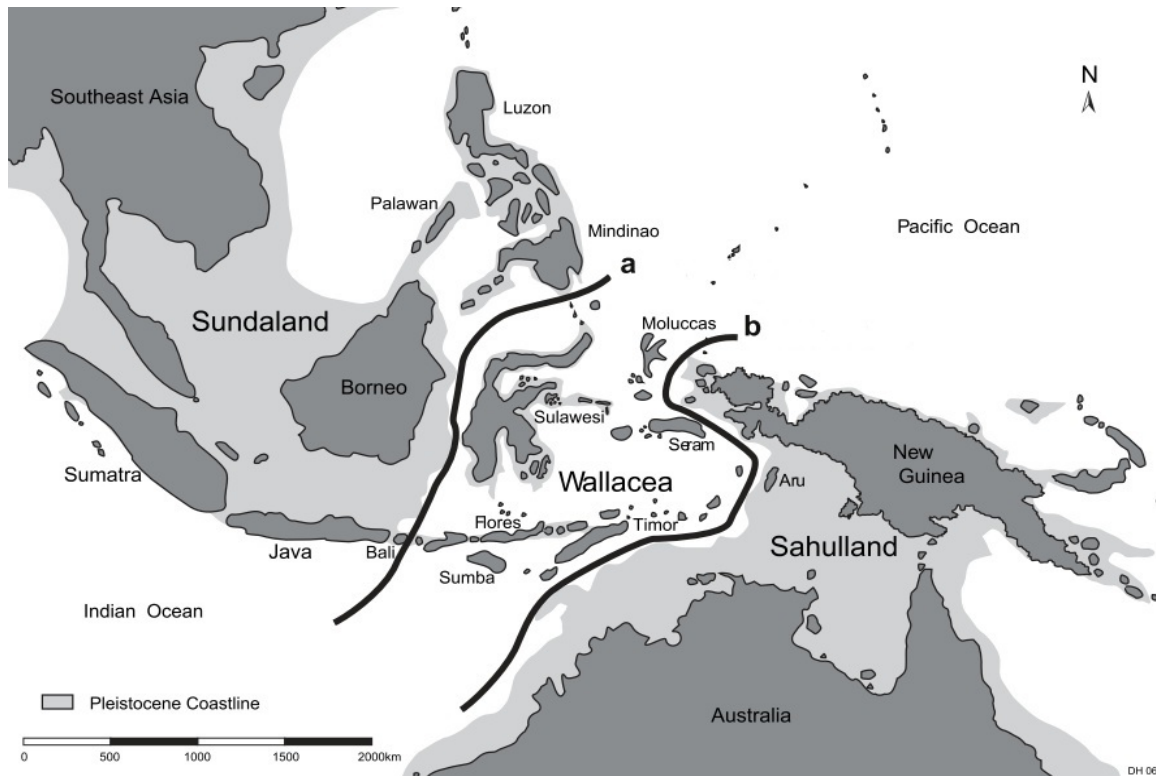 N
Southeast Asia
Luzon
Palawan
Mindinao
Pacific Ocean
a
Sundaland
Moluccas
b
Borneo
Sulawesi
Seram
New
Guinea
Sumatra
Wallacea
Aru
Flores
Timor
Java
Bali
Sahulland
Sumba
Indian Ocean
Pleistocene Coastline
Australia
0
500
1000
1500
2000km
DH 06